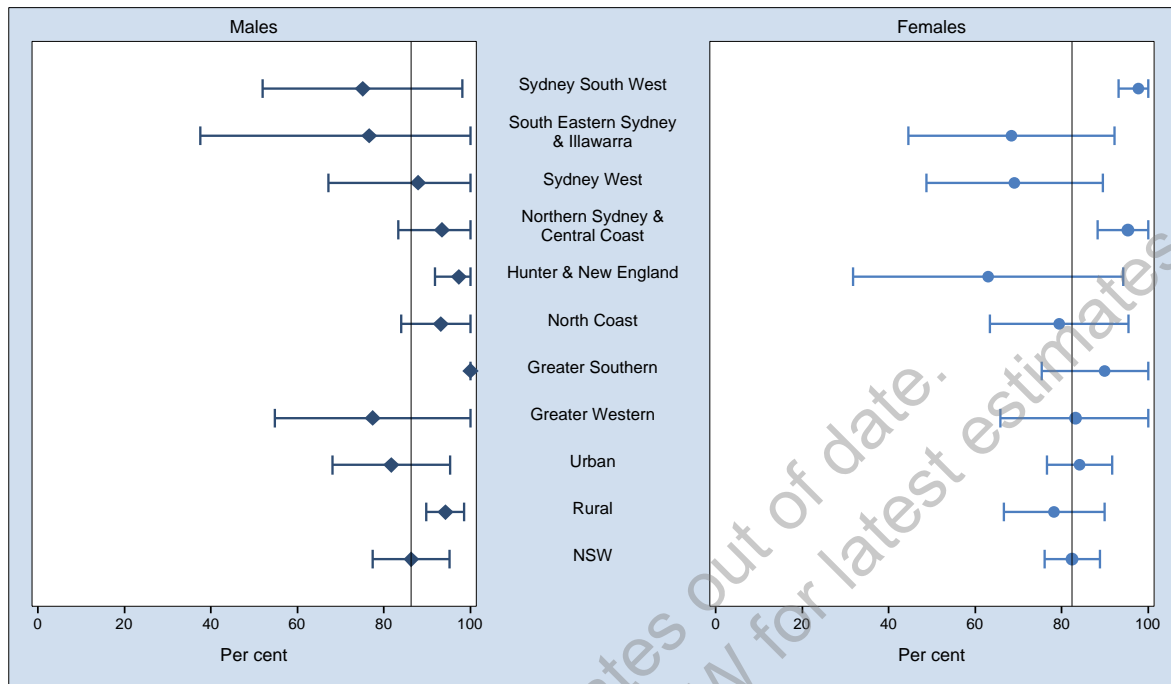 Males
Females
Sydney South West
South Eastern Sydney
& Illawarra
Sydney West
Northern Sydney &
Central Coast
Hunter & New England
North Coast
Greater Southern
Greater Western
Urban
Rural
NSW
0 20 40 60 80 100
0 20 40 60 80 100
Per cent
Per cent
out of date.
for latest estimates